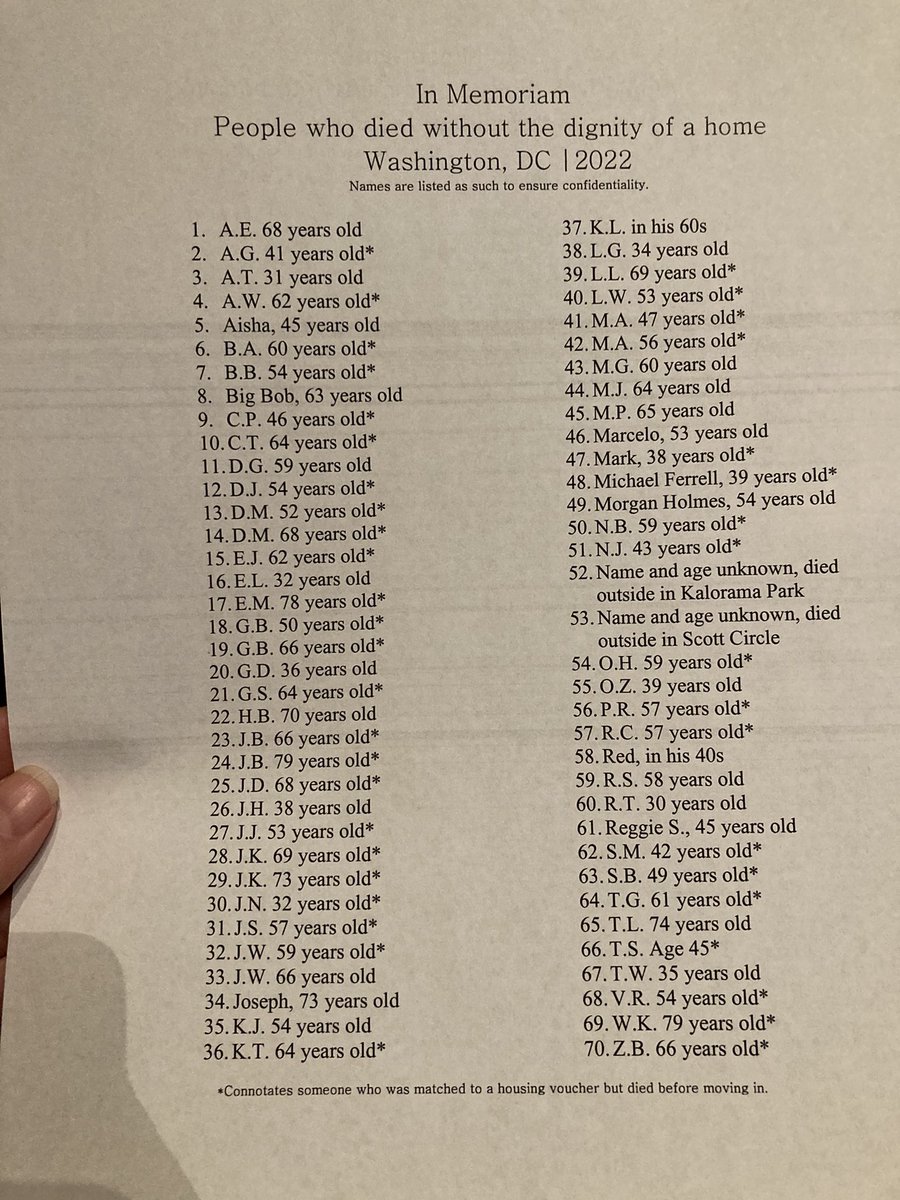 In Memoriam
People who died without the dignity of a home
Washington, DC | 2022
Names are listed as such to ensure confidentiality.
1. A.E. 68 years old
2. A.G. 41 years old*
3. A.T. 31 years old
4. A.W. 62 years old*
5. Aisha, 45 years old
6. B.A. 60 years old*
7. B.B. 54 years old*
8. Big Bob, 63 years old
9. C.P. 46 years old*
10. C.T. 64 years old*
11. D.G. 59 years old
12. D.J. 54 years old*
13. D.M. 52 years old*
14. D.M. 68 years old*
15. E.J. 62 years old*
16. E.L. 32 years old
17. E.M. 78 years old*
18. G.B. 50 years old*
19. G.B. 66 years old*
20. G.D. 36 years old
21. G.S. 64 years old*
22. H.B. 70 years old
23. J.B. 66 years old*
24. J.B. 79 years old*
25. J.D. 68 years old*
26. J.H. 38 years old
27. J.J. 53 years old*
28. J.K. 69 years old*
29. J.K. 73 years old*
30. J.N. 32 years old*
31. J.S. 57 years old*
32. J.W. 59 years old*
33. J.W. 66 years old
34. Joseph, 73 years old
35. K.J. 54 years old
36. K.T. 64 years old*
37. K.L. in his 60s
38. L.G. 34 years old
39. L.L. 69 years old*
40. L.W. 53 years old*
41. M.A. 47 years old*
42. M.A. 56 years old*
43. M.G. 60 years old
44. M.J. 64 years old
45. M.P. 65 years old
46. Marcelo, 53 years old
47. Mark, 38 years old*
48. Michael Ferrell, 39 years old*
49. Morgan Holmes, 54 years old
50. N.B. 59 years old*
51. N.J. 43 years old*
52. Name and age unknown, died
outside in Kalorama Park
53. Name and age unknown, died
outside in Scott Circle
54. O.H. 59 years old*
55. O.Z. 39 years old
56. P.R. 57 years old*
57. R.C. 57 years old*
58. Red, in his 40s
59. R.S. 58 years old
60. R.T. 30 years old
61. Reggie S., 45 years old
62. S.M. 42 years old*
63. S.B. 49 years old*
64. T.G. 61 years old*
65. T.L. 74 years old
66. T.S. Age 45*
67. T.W. 35 years old
68. V.R. 54 years old*
69. W.K. 79 years old*
70. Z.B. 66 years old*
*Connotates someone who was matched to a housing voucher but died before moving in.